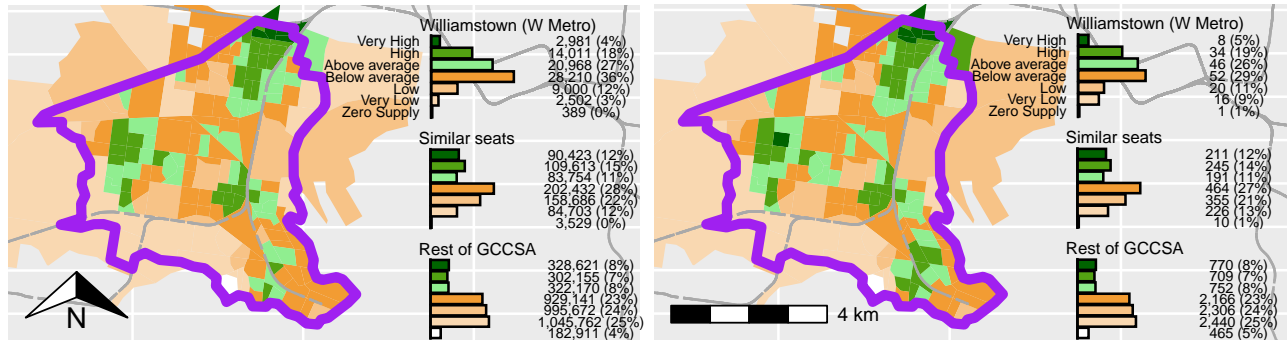 Williamstown (W Metro)
Very High 2,981 (4%)
High 14,011 (18%)
Above average 20,968 (27%)
Below average 28,210 (36%)
Low 9,000 (12%)
Very Low 2,502 (3%)
Zero Supply 389 (0%)
Similar seats
90,423 (12%)
109,613 (15%)
83,754 (11%)
202,432 (28%)
158,686 (22%)
84,703 (12%)
3,529 (0%)
Rest of GCCSA
328,621 (8%)
302,155 (7%)
322,170 (8%)
929,141 (23%)
995,672 (24%)
1,045,762 (25%)
182,911 (4%)
N
Williamstown (W Metro)
Very High 8 (5%)
High 34 (19%)
Above average 46 (26%)
Below average 52 (29%)
Low 20 (11%)
Very Low 16 (9%)
Zero Supply 1 (1%)
Similar seats
211 (12%)
245 (14%)
191 (11%)
464 (27%)
355 (21%)
226 (13%)
10 (1%)
Rest of GCCSA
770 (8%)
709 (7%)
752 (8%)
2,166 (23%)
2,306 (24%)
2,440 (25%)
465 (5%)
4 km